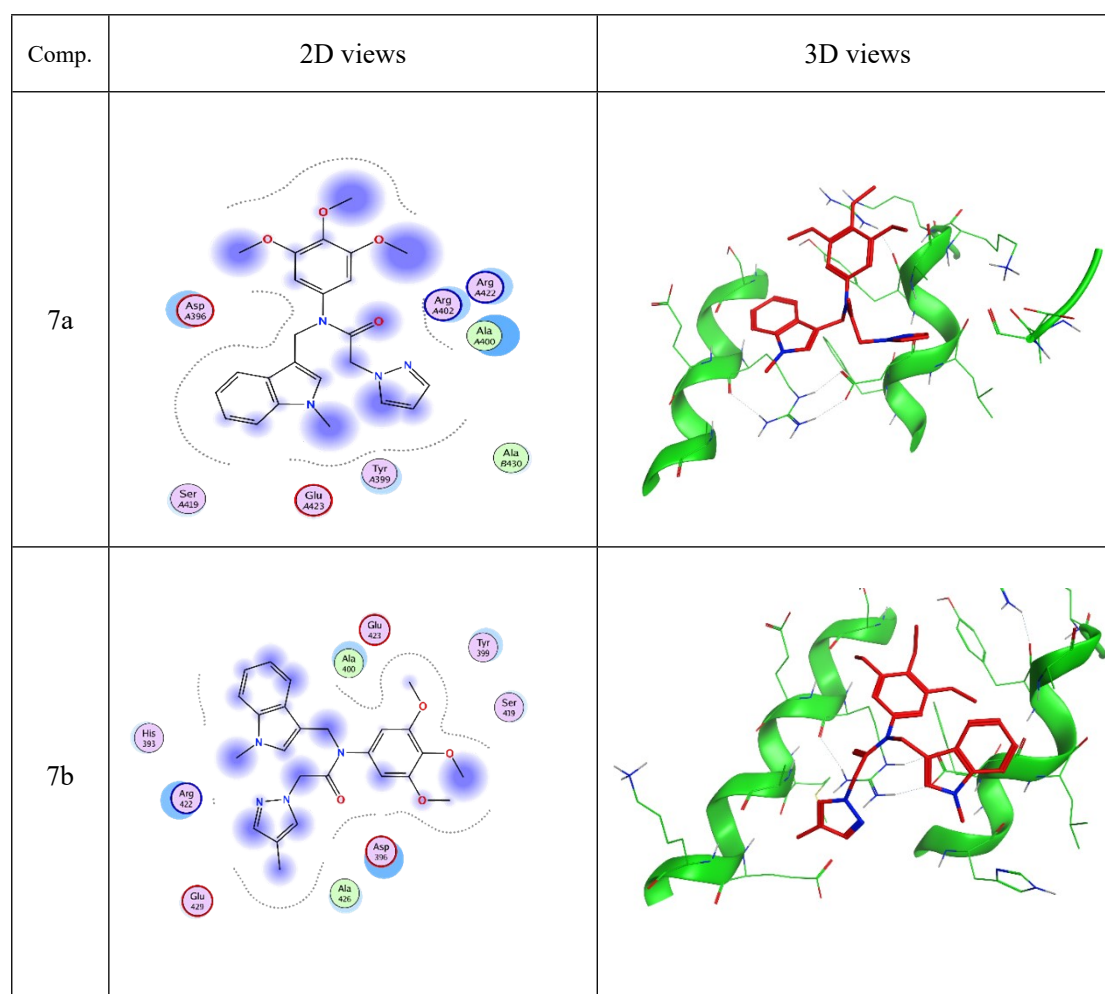 Comp.
2D views
3D views
7a
O
O
O
Asp
A396
Arg
A422
Arg
A402
Ala
A400
N
O
N
N
N
Ala
B430
Tyr
A399
Ser
A419
Glu
A423
7b
Glu
423
Ala
400
Tyr
399
Ser
419
His
393
O
N
N
O
Arg
422
N
N
O
O
Asp
396
Ala
426
Glu
429